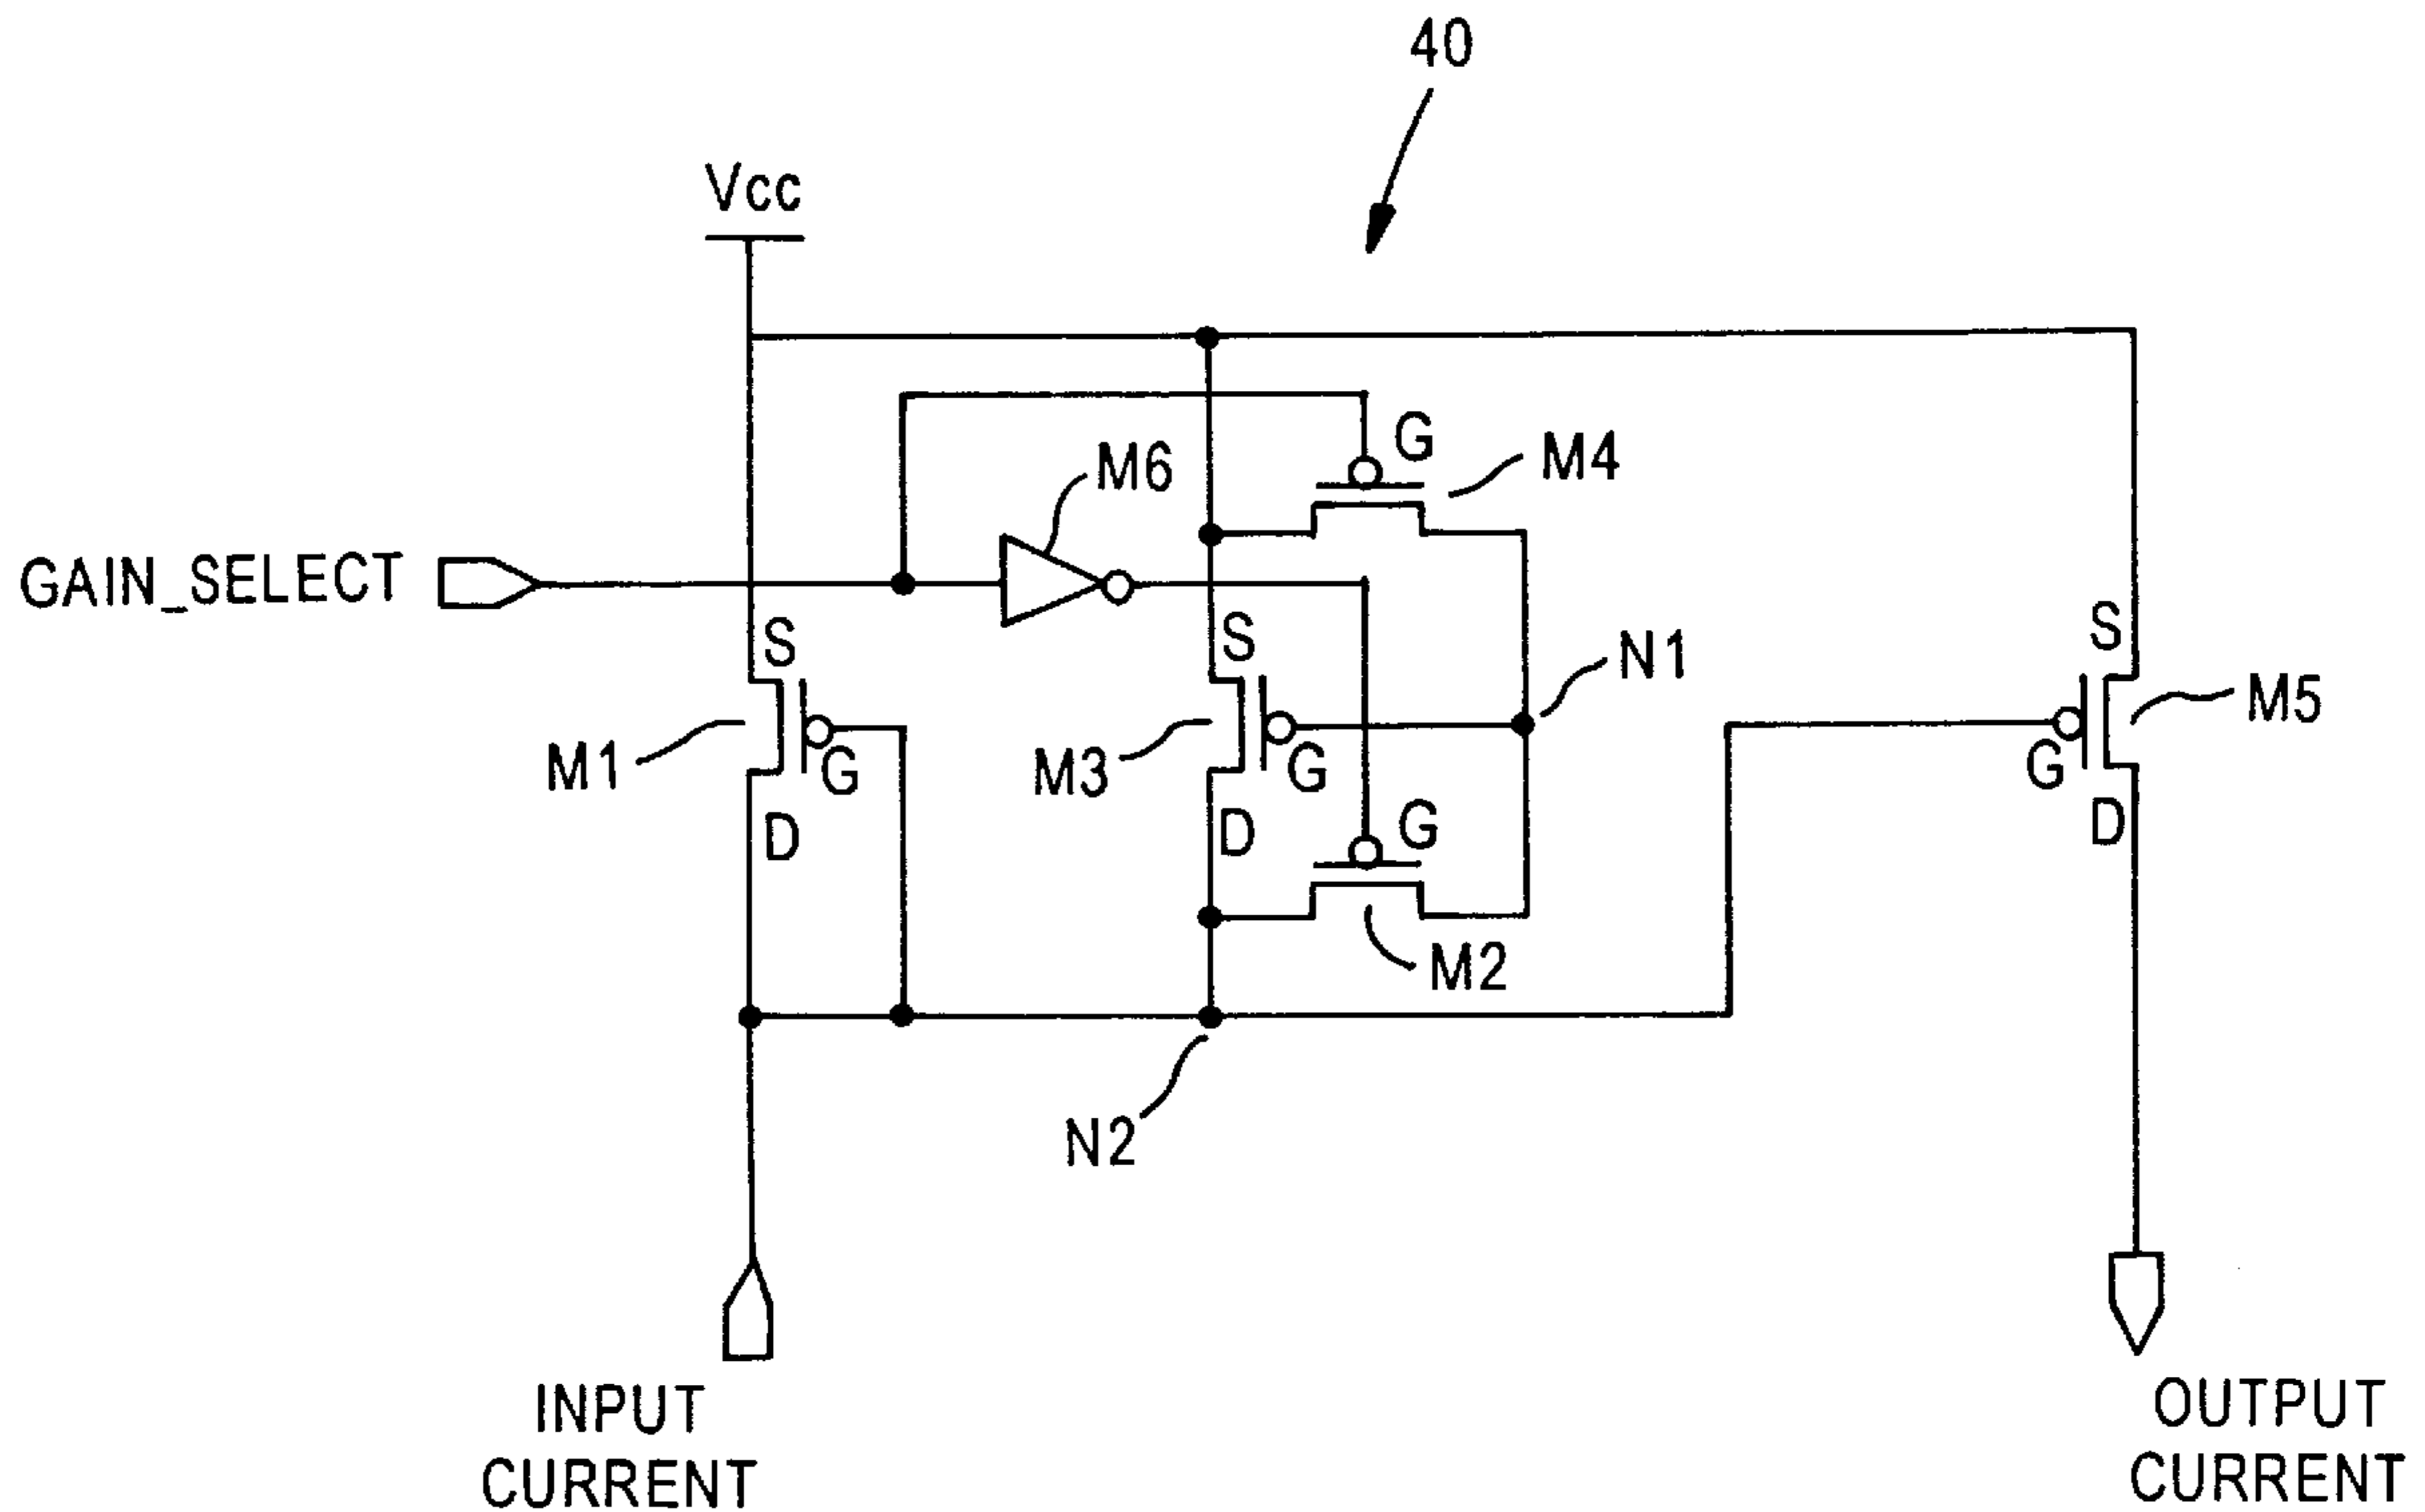 40
Vcc
G
M4
M6
GAIN_SELECT
S
S
S
N1
M5
M1
G
M3
G
G
D
D
G
D
M2
N2
INPUT
CURRENT
OUTPUT
CURRENT